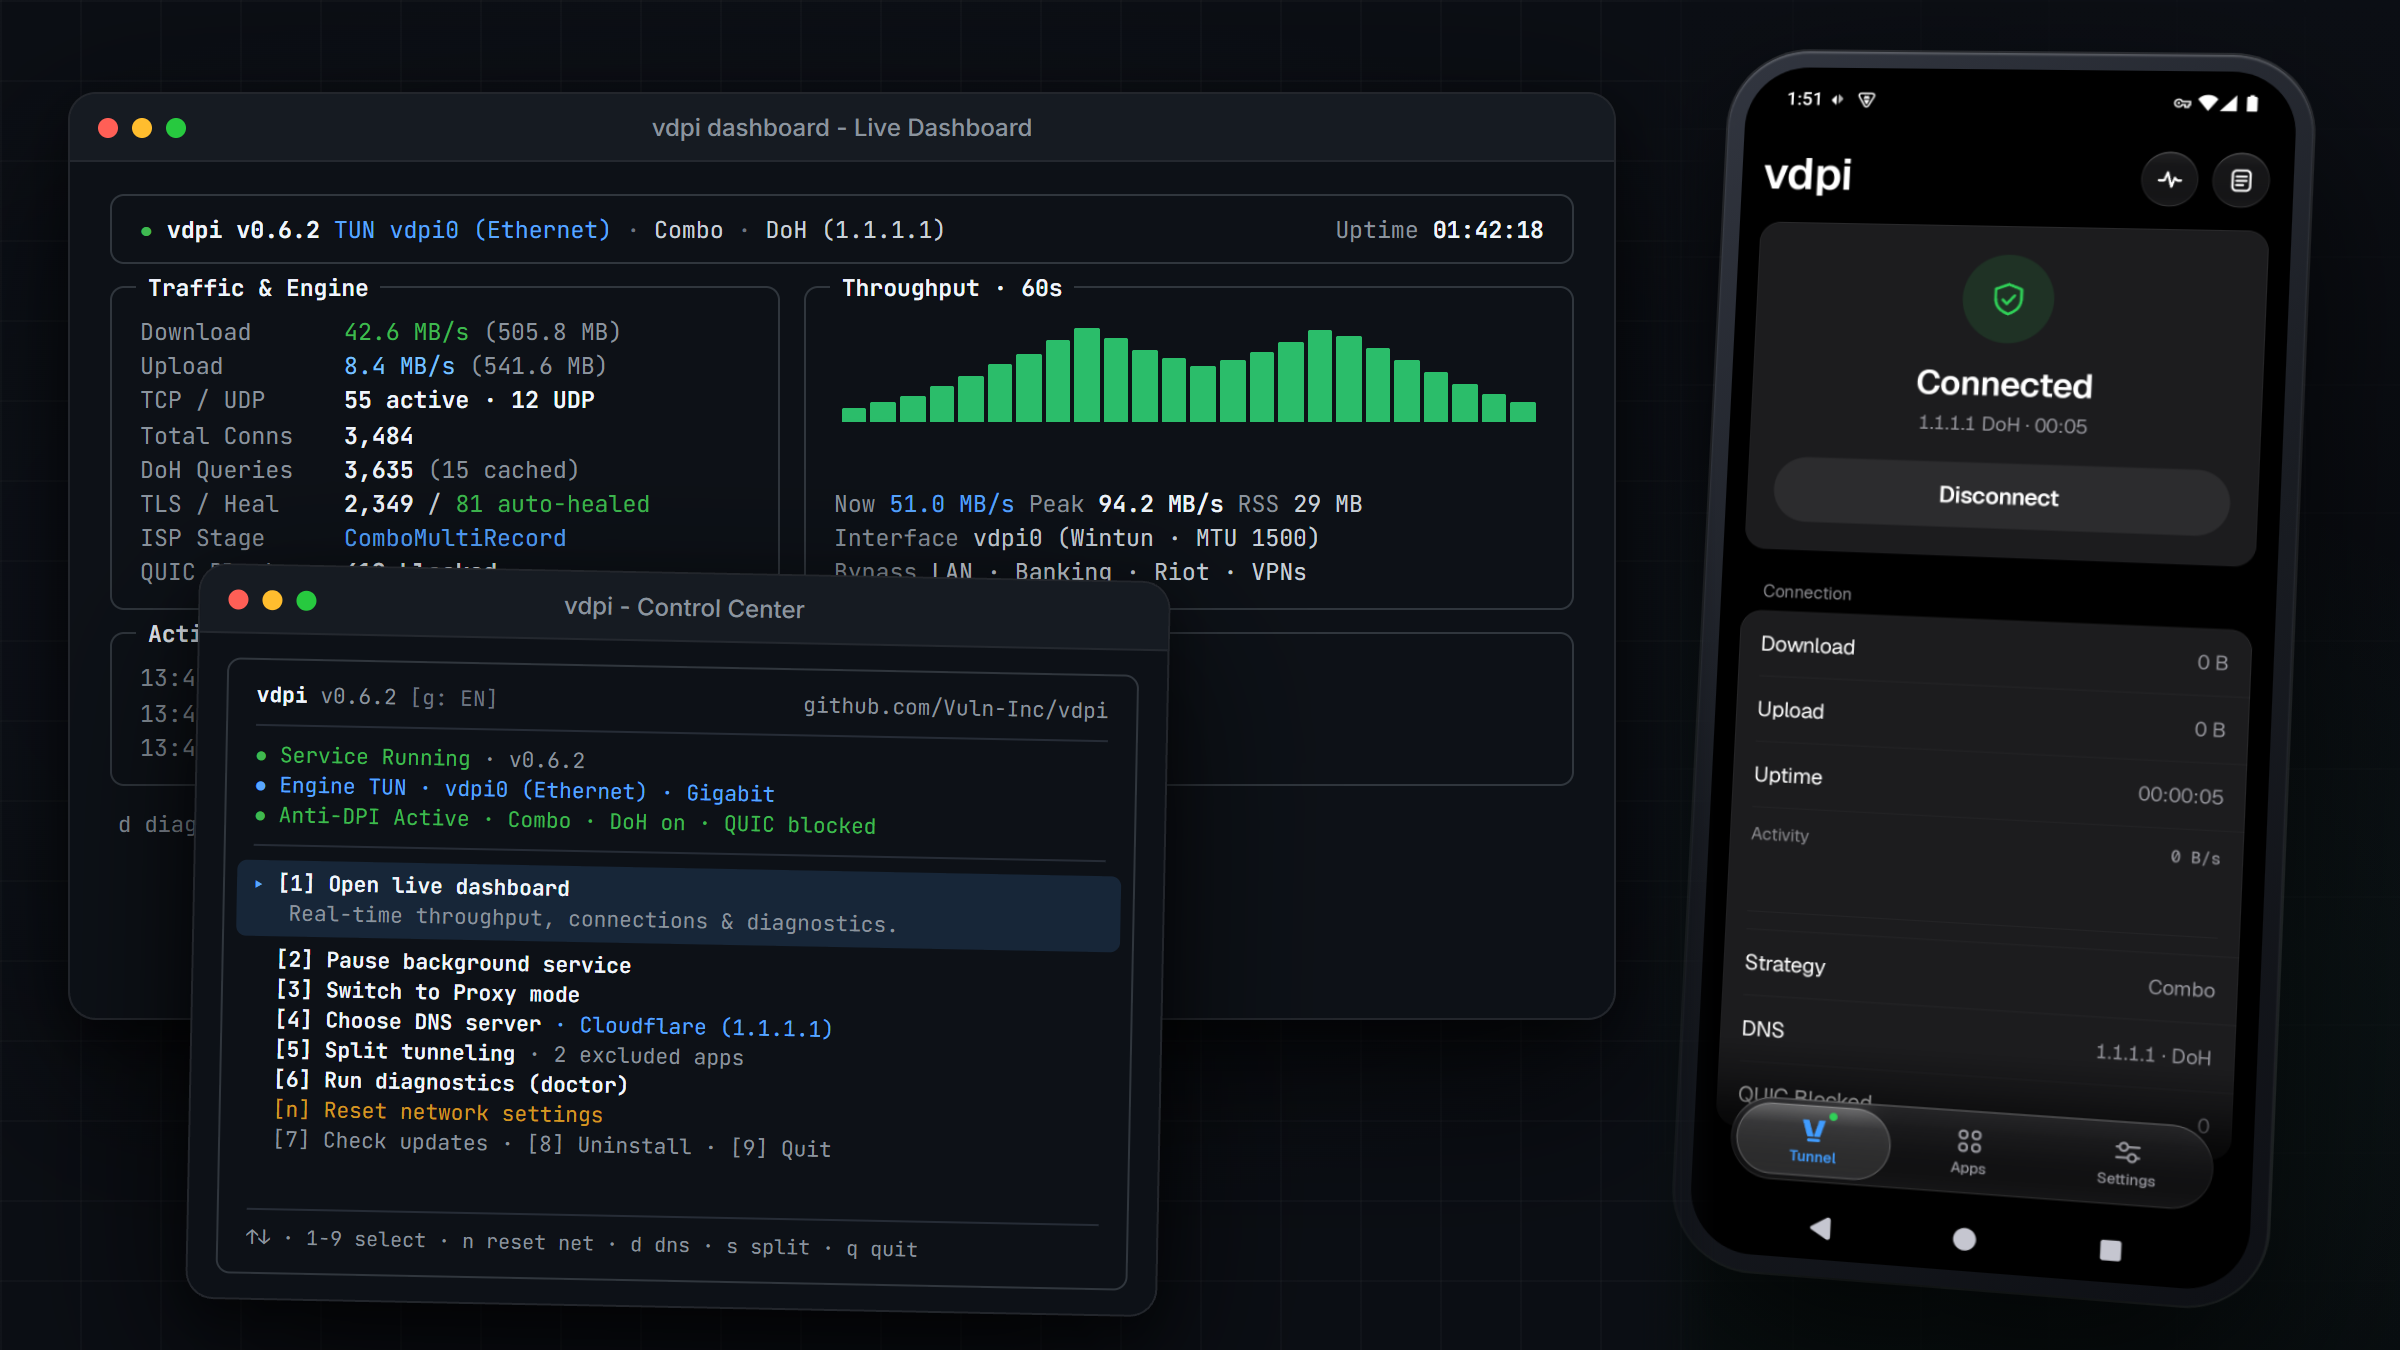 vdpi dashboard - Live Dashboard
● vdpi v0.6.2 TUN vdpi0 (Ethernet) · Combo · DoH (1.1.1.1)
Uptime 01:42:18
Traffic & Engine
Download 42.6 MB/s (505.8 MB)
Upload 8.4 MB/s (541.6 MB)
TCP / UDP 55 active · 12 UDP
Total Conns 3,484
DoH Queries 3,635 (15 cached)
TLS / Heal 2,349 / 81 auto-healed
ISP Stage ComboMultiRecord
QUIC
Throughput · 60s
Now 51.0 MB/s Peak 94.2 MB/s RSS 29 MB
Interface vdpi0 (Wintun · MTU 1500)
Bypass LAN · Banking · Riot · VPNs
Acti
13:4
13:4
13:4
d diag
vdpi - Control Center
vdpi v0.6.2 [g: EN]
github.com/Vuln-Inc/vdpi
● Service Running · v0.6.2
● Engine TUN · vdpi0 (Ethernet) · Gigabit
● Anti-DPI Active · Combo · DoH on · QUIC blocked
▸ [1] Open live dashboard
Real-time throughput, connections & diagnostics.
[2] Pause background service
[3] Switch to Proxy mode
[4] Choose DNS server · Cloudflare (1.1.1.1)
[5] Split tunneling · 2 excluded apps
[6] Run diagnostics (doctor)
[n] Reset network settings
[7] Check updates · [8] Uninstall · [9] Quit
↑↓ · 1-9 select · n reset net · d dns · s split · q quit
1:51
vdpi
Connected
1.1.1.1 DoH · 00:05
Disconnect
Connection
Download 0 B
Upload 0 B
Uptime 00:00:05
Activity 0 B/s
Strategy Combo
DNS 1.1.1.1 · DoH
QUIC Blocked 0
Tunnel
Apps
Settings